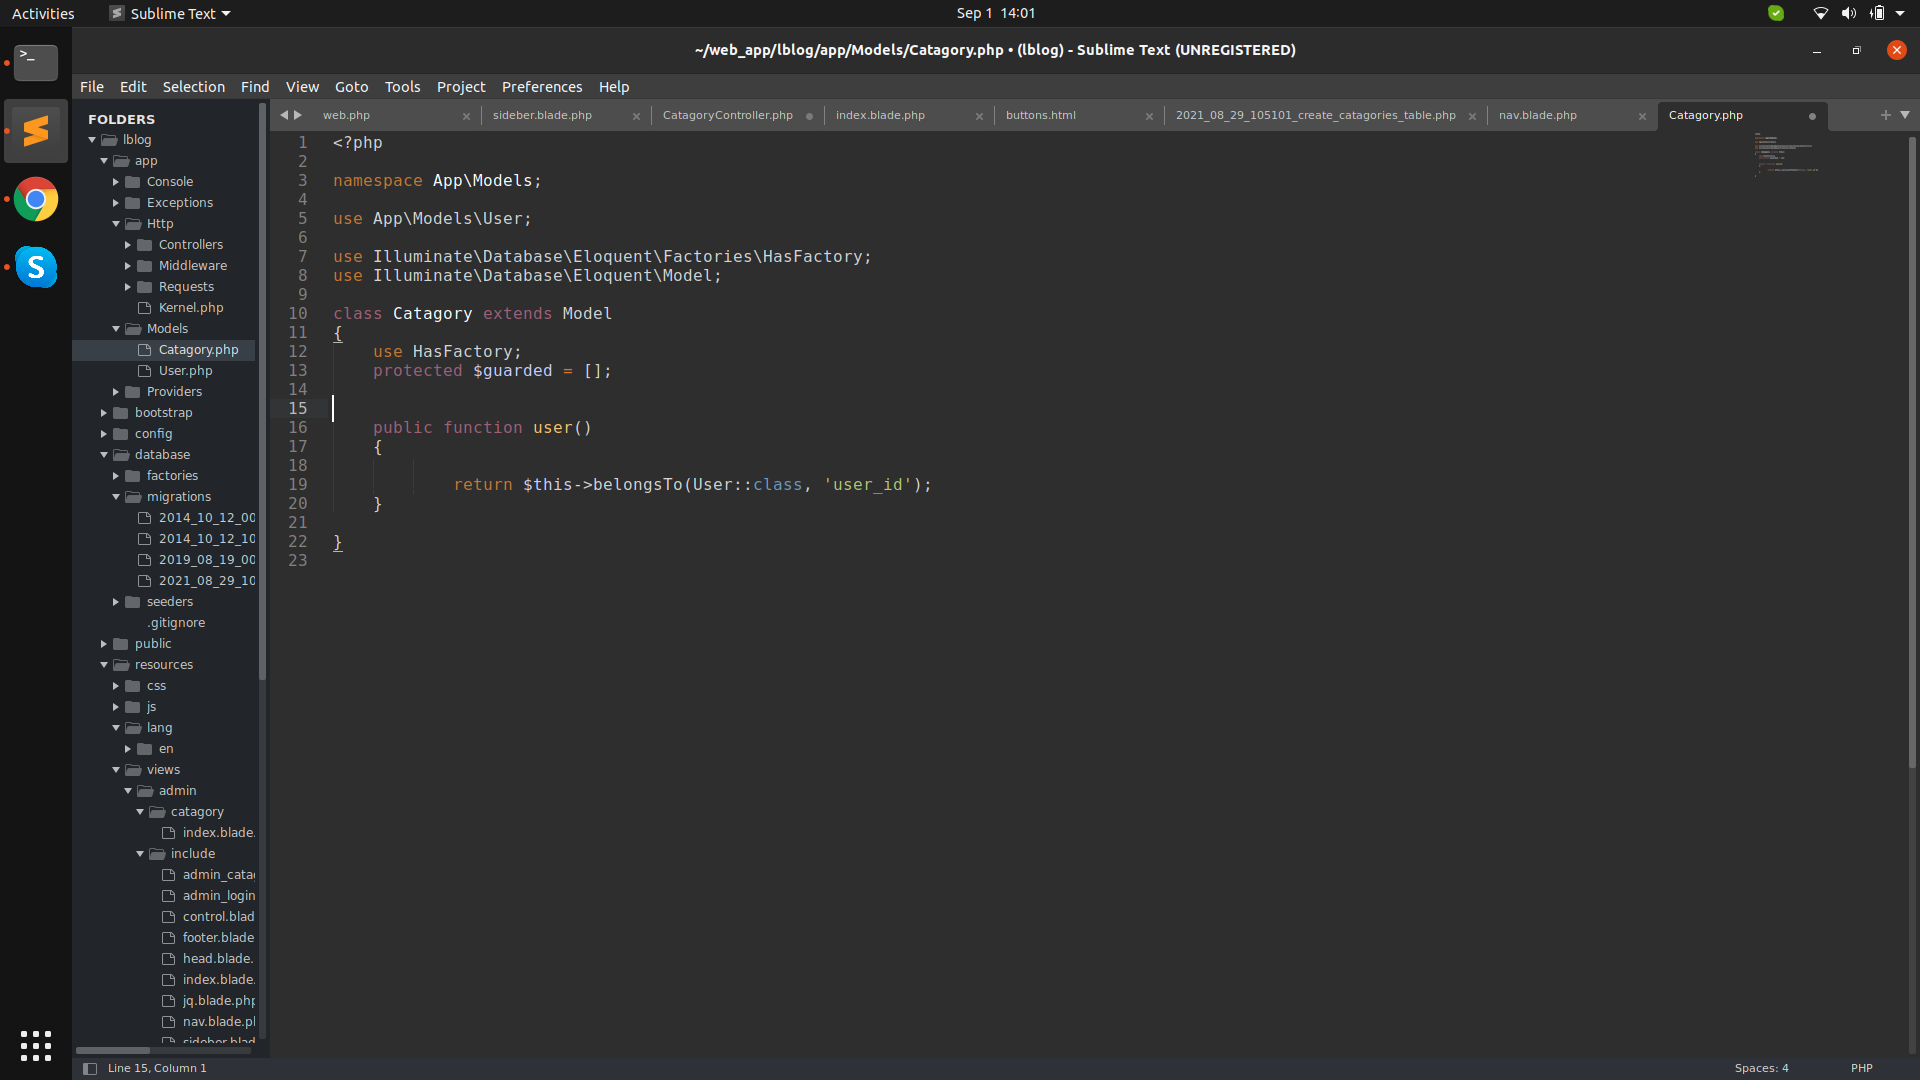 Activities
Sublime Text
Sep 1 14:01
~/web_app/lblog/app/Models/Catagory.php • (lblog) - Sublime Text (UNREGISTERED)
File Edit Selection Find View Goto Tools Project Preferences Help
FOLDERS
lblog
app
Console
Exceptions
Http
Controllers
Middleware
Requests
Kernel.php
Models
Catagory.php
User.php
Providers
bootstrap
config
database
factories
migrations
2014_10_12_00
2014_10_12_10
2019_08_19_00
2021_08_29_10
seeders
.gitignore
public
resources
css
js
lang
en
views
admin
catagory
index.blade.
include
admin_cata
admin_login
control.blad
footer.blade
head.blade.
index.blade.
jq.blade.php
nav.blade.pl
sideber.blad
web.php
sideber.blade.php
CatagoryController.php
index.blade.php
buttons.html
2021_08_29_105101_create_catagories_table.php
nav.blade.php
Catagory.php
1 <?php
2
3 namespace App\Models;
4
5 use App\Models\User;
6
7 use Illuminate\Database\Eloquent\Factories\HasFactory;
8 use Illuminate\Database\Eloquent\Model;
9
10 class Catagory extends Model
11 {
12 use HasFactory;
13 protected $guarded = [];
14
15
16 public function user()
17 {
18
19 return $this->belongsTo(User::class, 'user_id');
20 }
21
22 }
23
Line 15, Column 1
Spaces: 4
PHP